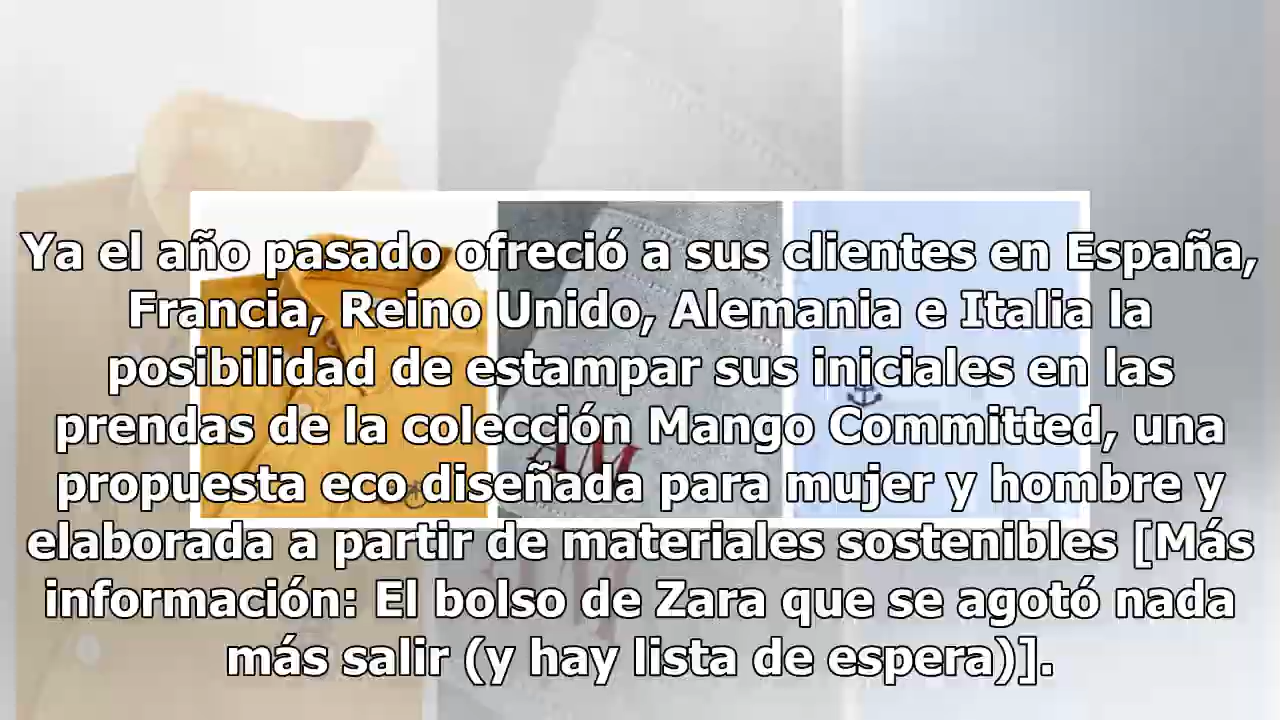 Ya el año pasado ofreció a sus clientes en España,
Francia, Reino Unido, Alemania e Italia la
posibilidad de estampar sus iniciales en las
prendas de la colección Mango Committed, una
propuesta eco diseñada para mujer y hombre y
elaborada a partir de materiales sostenibles [Más
información: El bolso de Zara que se agotó nada
más salir (y hay lista de espera)].
AM